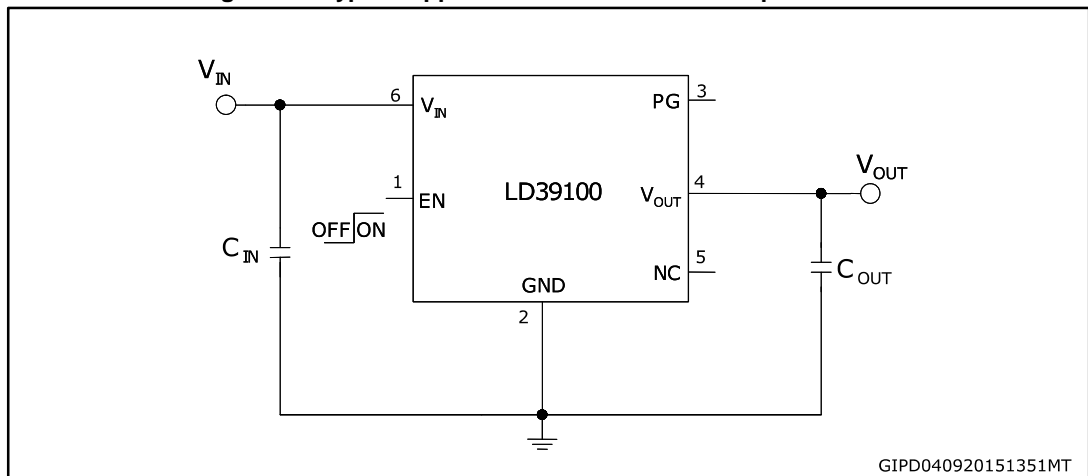 V_IN
6
V_IN
PG
3
1
EN
LD39100
V_OUT
4
V_OUT
OFF ON
C_IN
NC
5
C_OUT
GND
2
GIPD040920151351MT